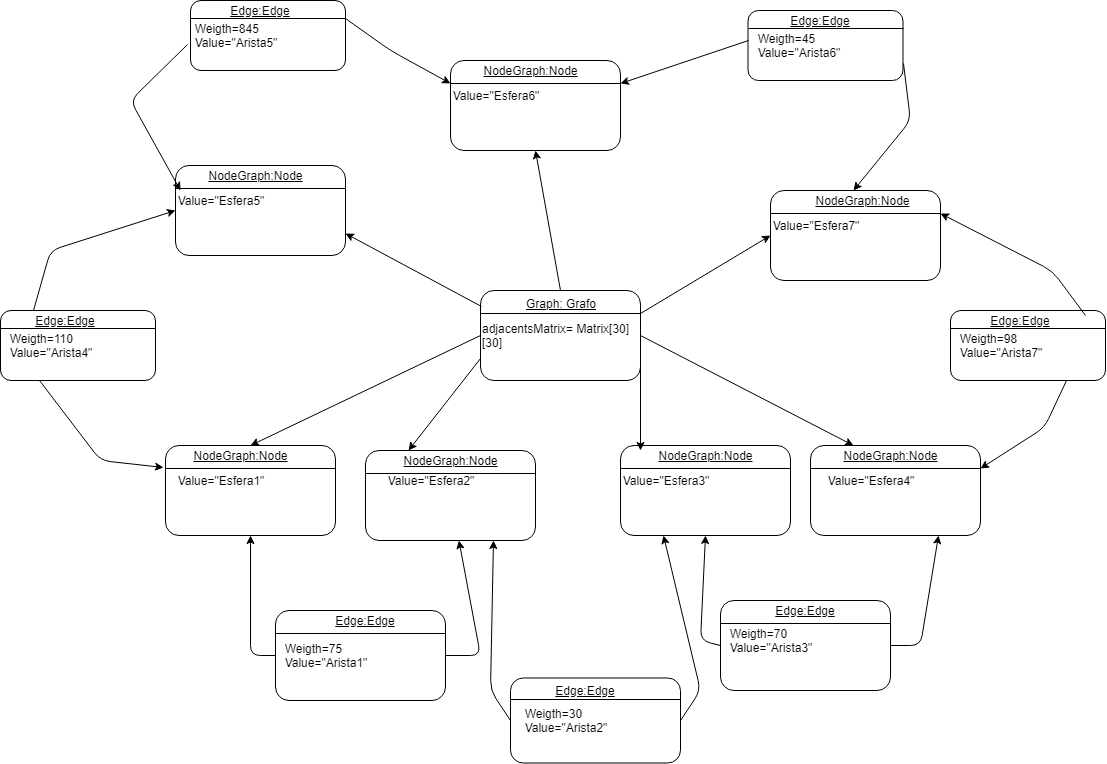 Edge:Edge
Weigth=845
Value="Arista5"
Edge:Edge
Weigth=45
Value="Arista6"
NodeGraph:Node
Value="Esfera6"
NodeGraph:Node
Value="Esfera5"
NodeGraph:Node
Value="Esfera7"
Graph: Grafo
adjacentsMatrix= Matrix[30]
[30]
Edge:Edge
Weigth=110
Value="Arista4"
Edge:Edge
Weigth=98
Value="Arista7"
NodeGraph:Node
Value="Esfera1"
NodeGraph:Node
Value="Esfera2"
NodeGraph:Node
Value="Esfera3"
NodeGraph:Node
Value="Esfera4"
Edge:Edge
Weigth=75
Value="Arista1"
Edge:Edge
Weigth=70
Value="Arista3"
Edge:Edge
Weigth=30
Value="Arista2"